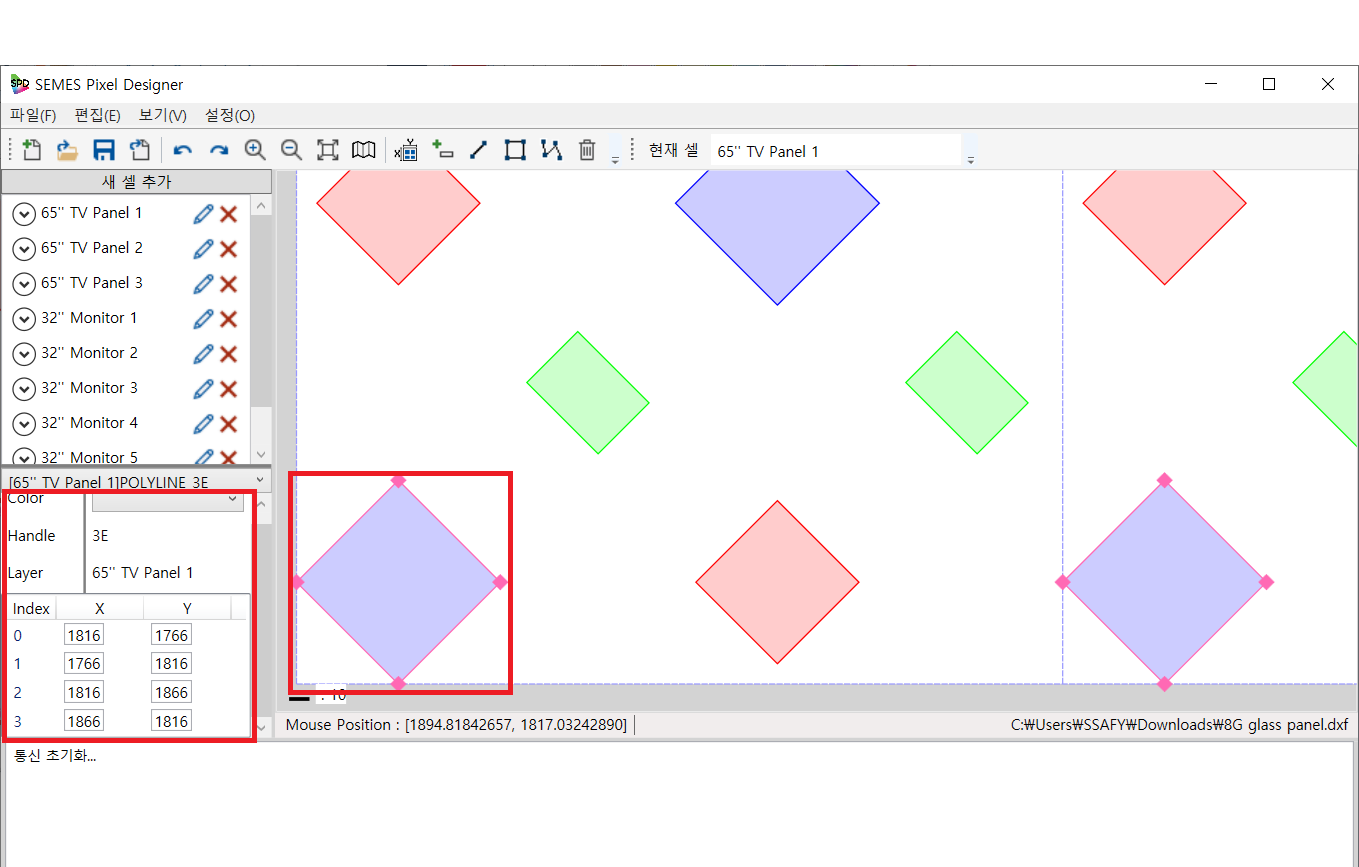 SPD SEMES Pixel Designer
파일(F) 편집(E) 보기(V) 설정(O)
현재 셀 65'' TV Panel 1
새 셀 추가
65'' TV Panel 1
65'' TV Panel 2
65'' TV Panel 3
32'' Monitor 1
32'' Monitor 2
32'' Monitor 3
32'' Monitor 4
32'' Monitor 5
[65'' TV Panel 1]POLYLINE 3E
Color
Handle 3E
Layer 65'' TV Panel 1
Index X Y
0 1816 1766
1 1766 1816
2 1816 1866
3 1866 1816
: 10
Mouse Position : [1894.81842657, 1817.03242890]
C:₩Users₩SSAFY₩Downloads₩8G glass panel.dxf
통신 초기화...